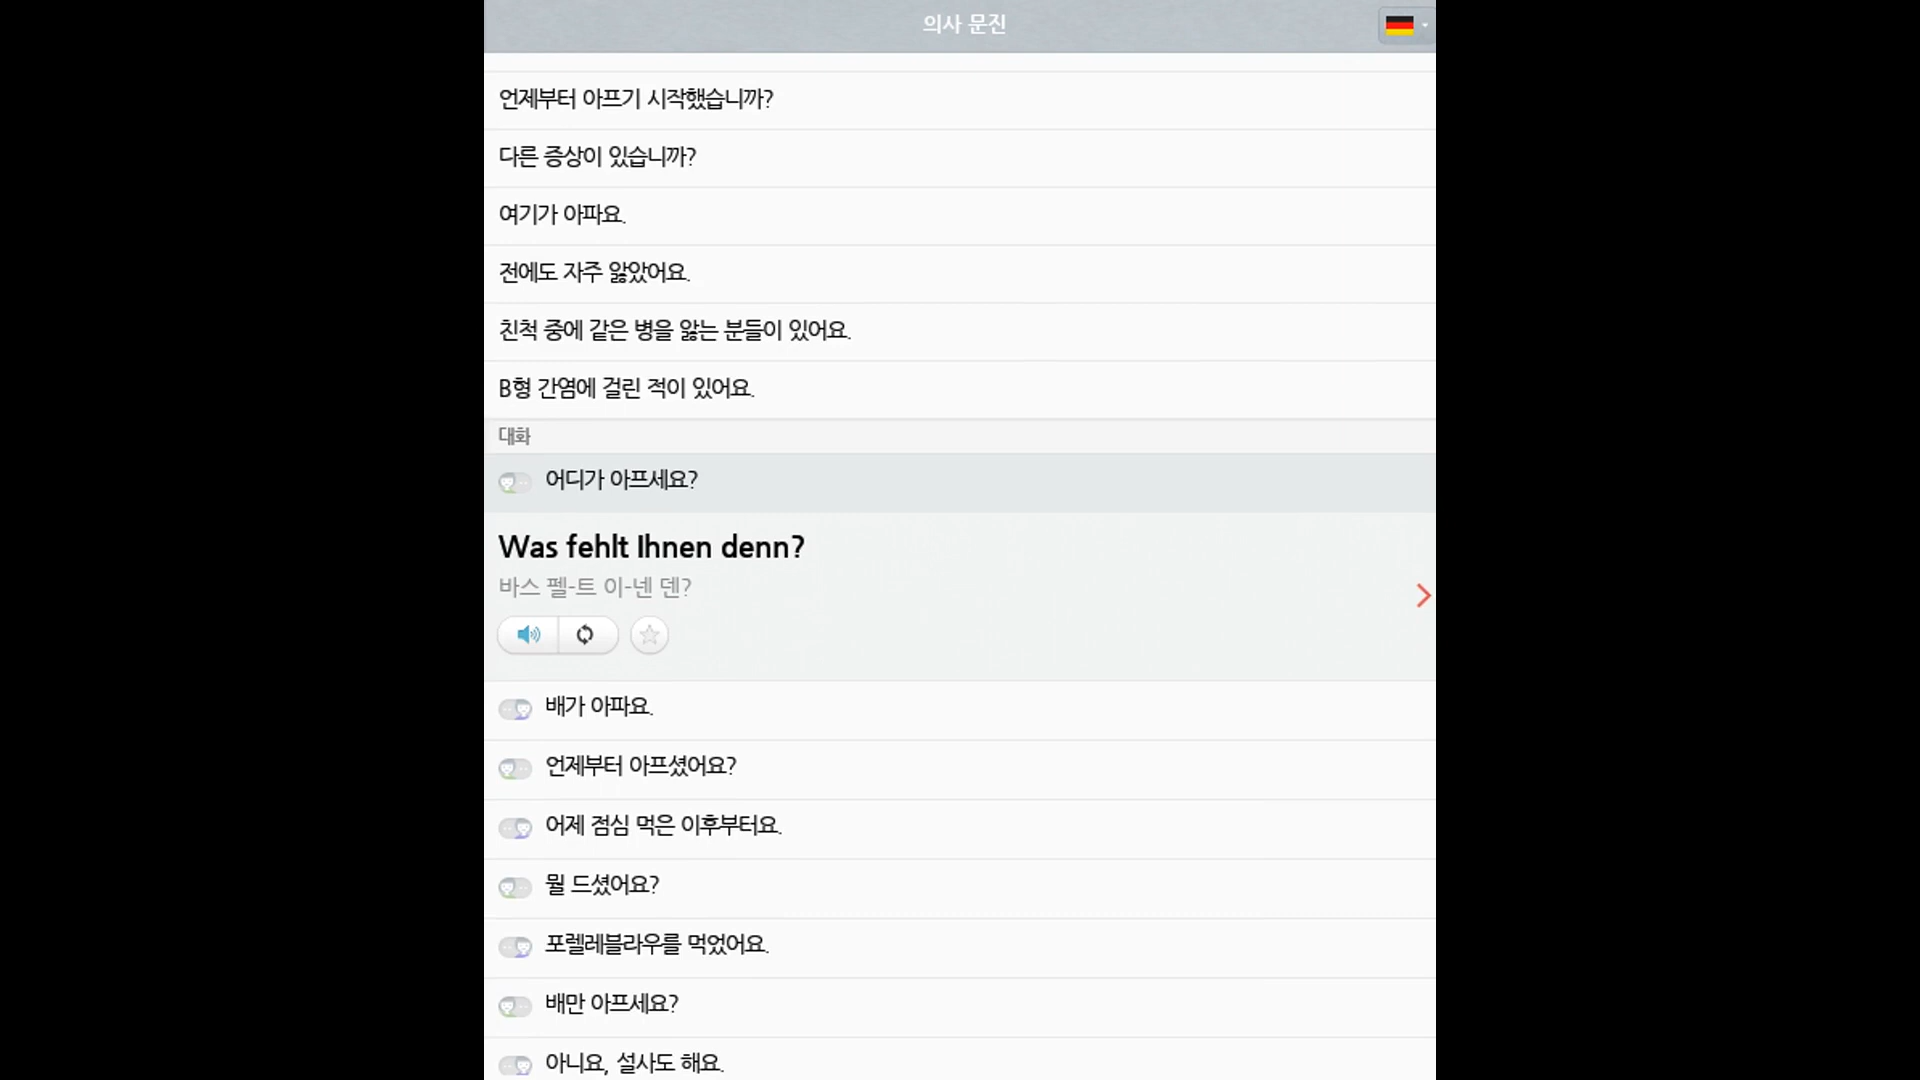 의사 문진
언제부터 아프기 시작했습니까?
다른 증상이 있습니까?
여기가 아파요.
전에도 자주 앓았어요.
친척 중에 같은 병을 앓는 분들이 있어요.
B형 간염에 걸린 적이 있어요.
대화
어디가 아프세요?
Was fehlt Ihnen denn?
바스 펠-트 이-넨 덴?
배가 아파요.
언제부터 아프셨어요?
어제 점심 먹은 이후부터요.
뭘 드셨어요?
포렐레블라우를 먹었어요.
배만 아프세요?
아니요, 설사도 해요.